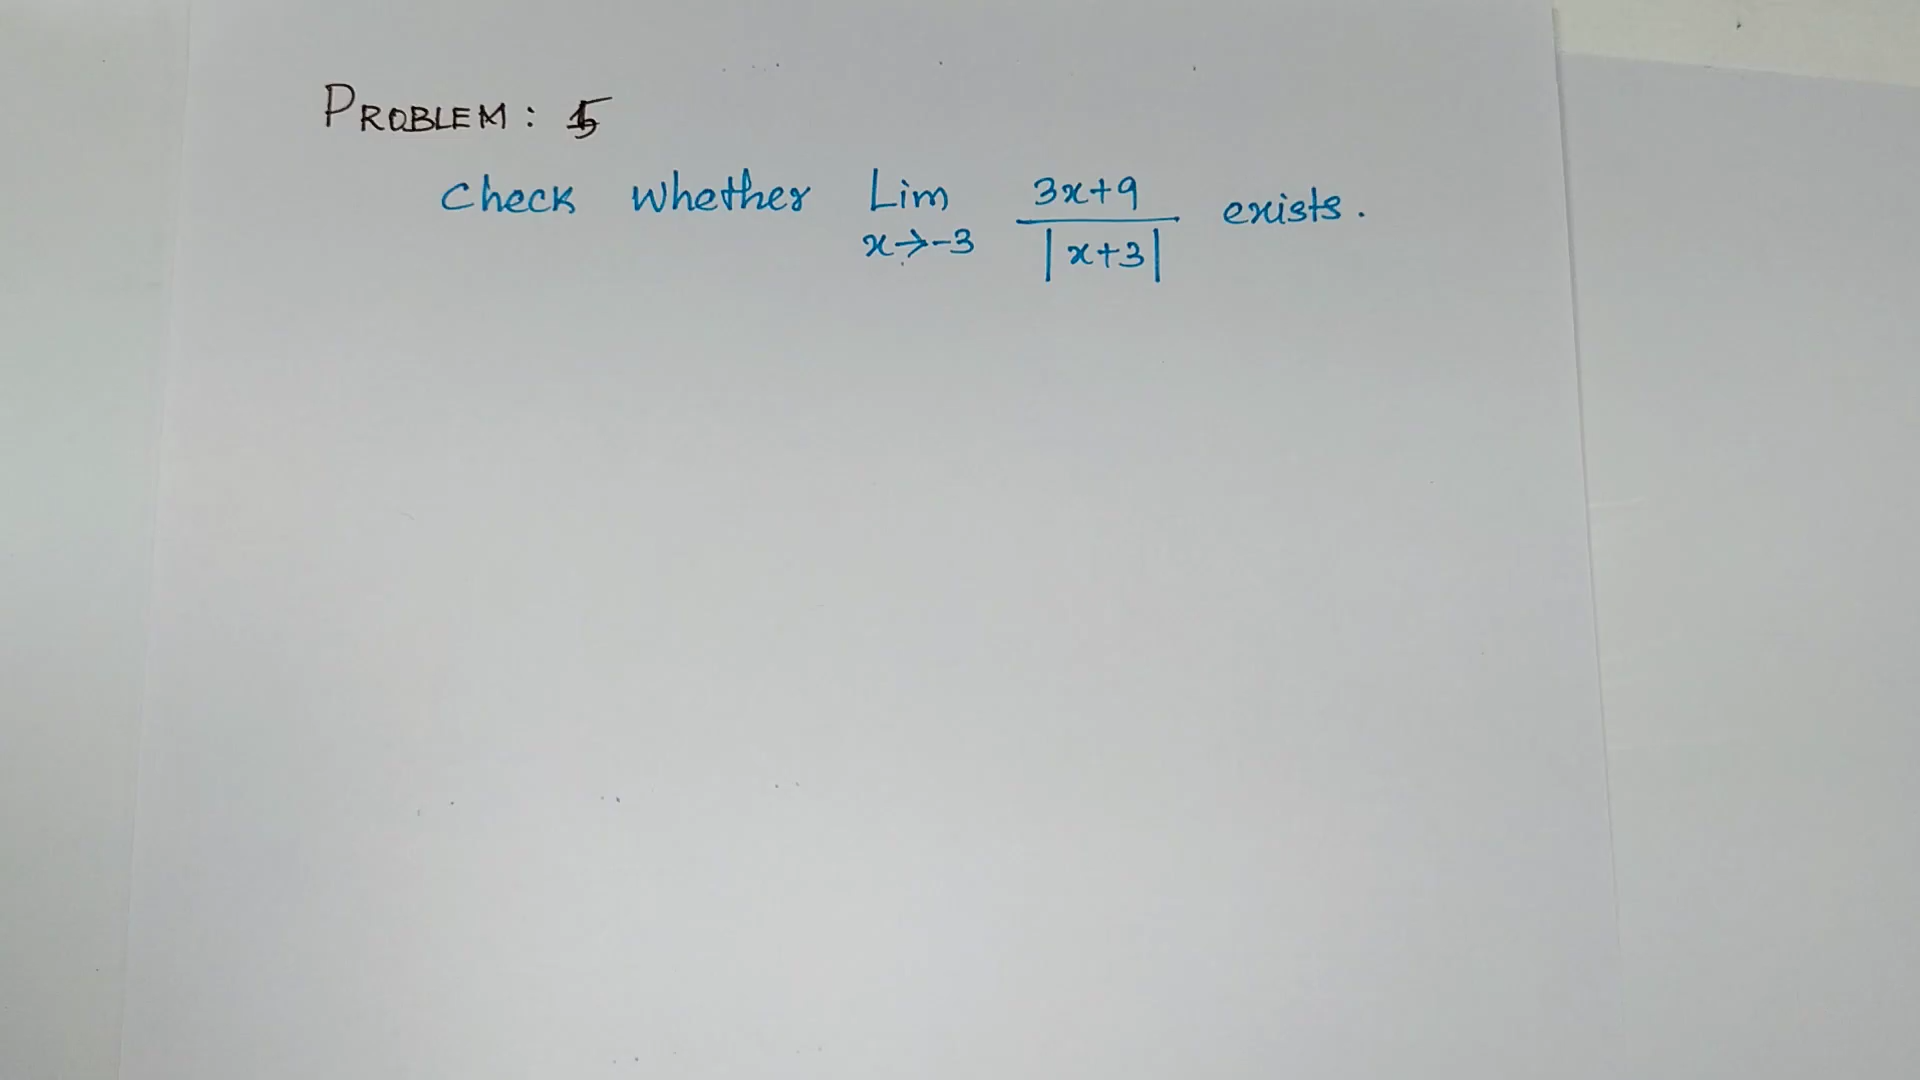 PROBLEM: 5
Check whether Lim x→-3 3x+9 / |x+3| exists.